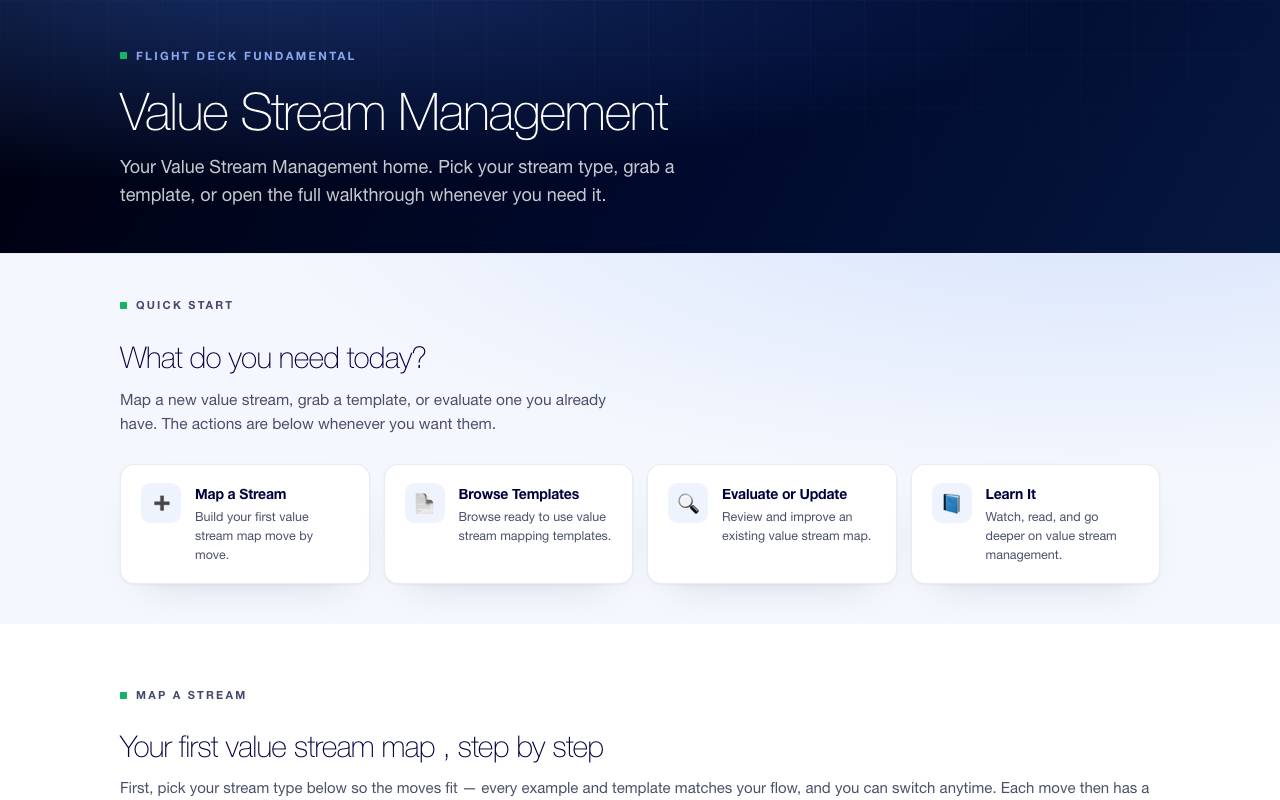 FLIGHT DECK FUNDAMENTAL
Value Stream Management
Your Value Stream Management home. Pick your stream type, grab a
template, or open the full walkthrough whenever you need it.
QUICK START
What do you need today?
Map a new value stream, grab a template, or evaluate one you already
have. The actions are below whenever you want them.
Map a Stream
Build your first value
stream map move by
move.
Browse Templates
Browse ready to use value
stream mapping templates.
Evaluate or Update
Review and improve an
existing value stream map.
Learn It
Watch, read, and go
deeper on value stream
management.
MAP A STREAM
Your first value stream map , step by step
First, pick your stream type below so the moves fit — every example and template matches your flow, and you can switch anytime. Each move then has a